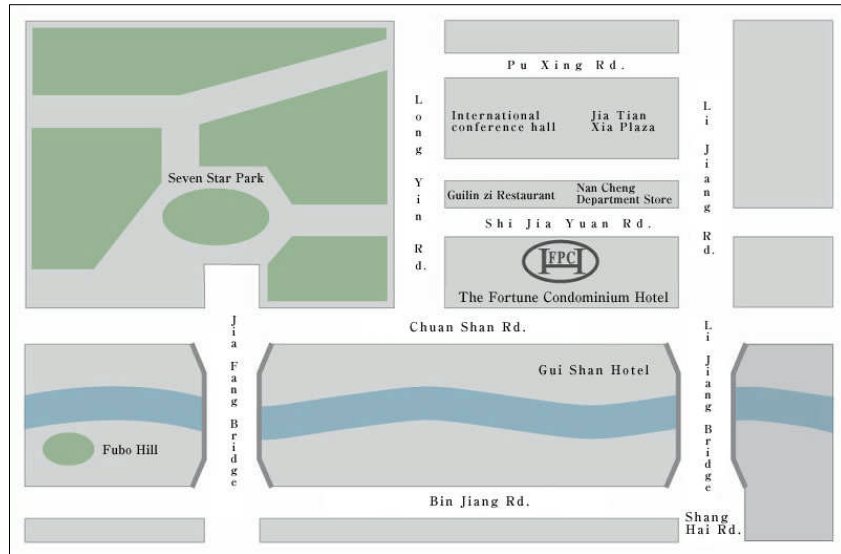 Pu Xing Rd.
Long Yin Rd.
International
conference hall
Jia Tian
Xia Plaza
Li Jiang Rd.
Seven Star Park
Guilin zi Restaurant
Nan Cheng
Department Store
Shi Jia Yuan Rd.
HFPC
The Fortune Condominium Hotel
Chuan Shan Rd.
Jia Fang Bridge
Li Jiang Bridge
Gui Shan Hotel
Fubo Hill
Bin Jiang Rd.
Shang
Hai Rd.